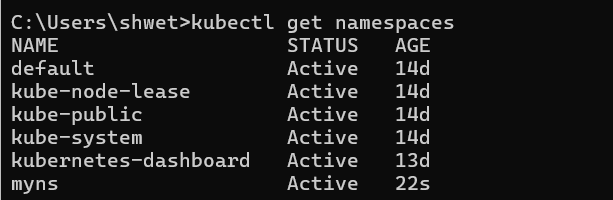 C:\Users\shwet>kubectl get namespaces
NAME                   STATUS   AGE
default                Active   14d
kube-node-lease        Active   14d
kube-public            Active   14d
kube-system            Active   14d
kubernetes-dashboard   Active   13d
myns                   Active   22s